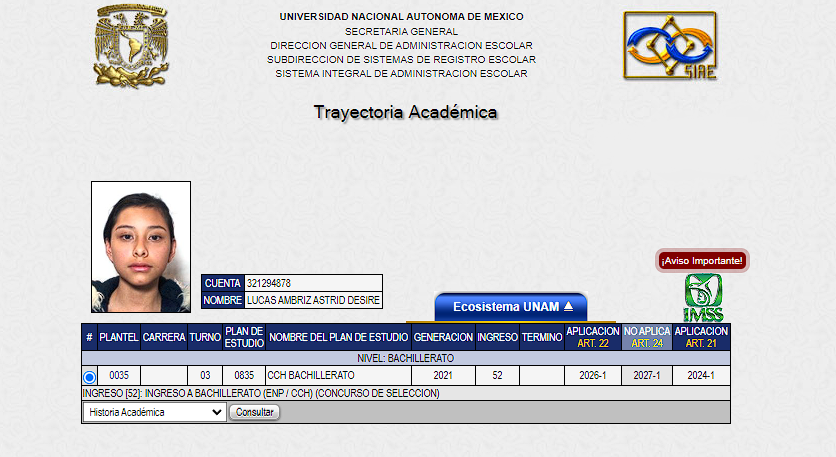 UNIVERSIDAD NACIONAL AUTONOMA DE MEXICO
SECRETARIA GENERAL
DIRECCION GENERAL DE ADMINISTRACION ESCOLAR
SUBDIRECCION DE SISTEMAS DE REGISTRO ESCOLAR
SISTEMA INTEGRAL DE ADMINISTRACION ESCOLAR
SIAE
Trayectoria Académica
¡Aviso Importante!
CUENTA 321294878
NOMBRE LUCAS AMBRIZ ASTRID DESIRE
Ecosistema UNAM
IMSS
# PLANTEL CARRERA TURNO PLAN DE ESTUDIO NOMBRE DEL PLAN DE ESTUDIO GENERACION INGRESO TERMINO APLICACION ART. 22 NO APLICA ART. 24 APLICACION ART. 21
NIVEL: BACHILLERATO
0035 03 0835 CCH BACHILLERATO 2021 52 2026-1 2027-1 2024-1
INGRESO [52]: INGRESO A BACHILLERATO (ENP / CCH) (CONCURSO DE SELECCION)
Historia Académica Consultar